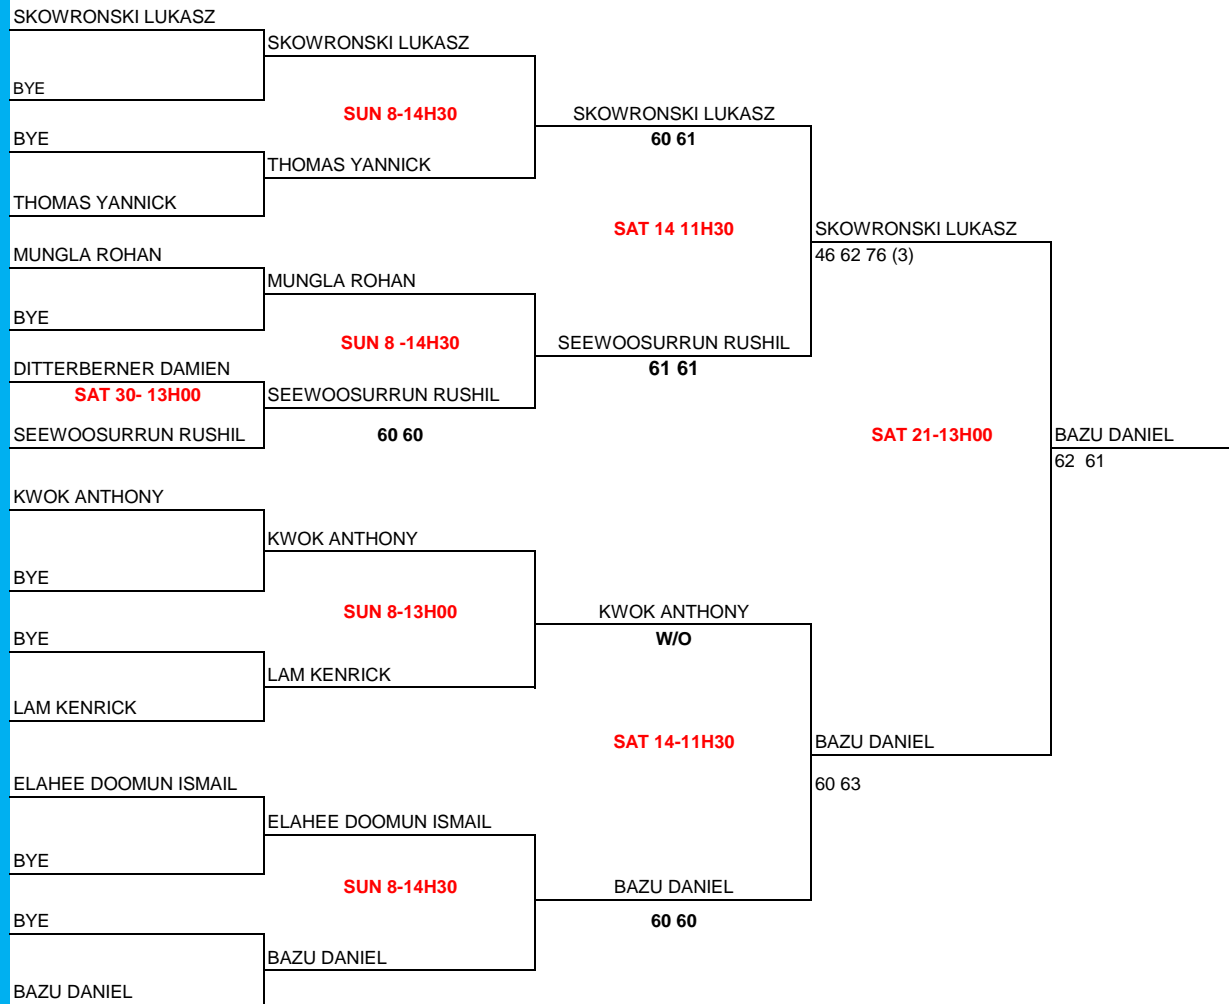 SKOWRONSKI LUKASZ
SKOWRONSKI LUKASZ
BYE
SUN 8-14H30
SKOWRONSKI LUKASZ
60 61
BYE
THOMAS YANNICK
THOMAS YANNICK
SAT 14 11H30
SKOWRONSKI LUKASZ
46 62 76 (3)
MUNGLA ROHAN
MUNGLA ROHAN
BYE
SUN 8 -14H30
SEEWOOSURRUN RUSHIL
61 61
DITTERBERNER DAMIEN
SAT 30- 13H00
SEEWOOSURRUN RUSHIL
SEEWOOSURRUN RUSHIL
60 60
SAT 21-13H00
BAZU DANIEL
62 61
KWOK ANTHONY
KWOK ANTHONY
BYE
SUN 8-13H00
KWOK ANTHONY
W/O
BYE
LAM KENRICK
LAM KENRICK
SAT 14-11H30
BAZU DANIEL
60 63
ELAHEE DOOMUN ISMAIL
ELAHEE DOOMUN ISMAIL
BYE
SUN 8-14H30
BAZU DANIEL
60 60
BYE
BAZU DANIEL
BAZU DANIEL